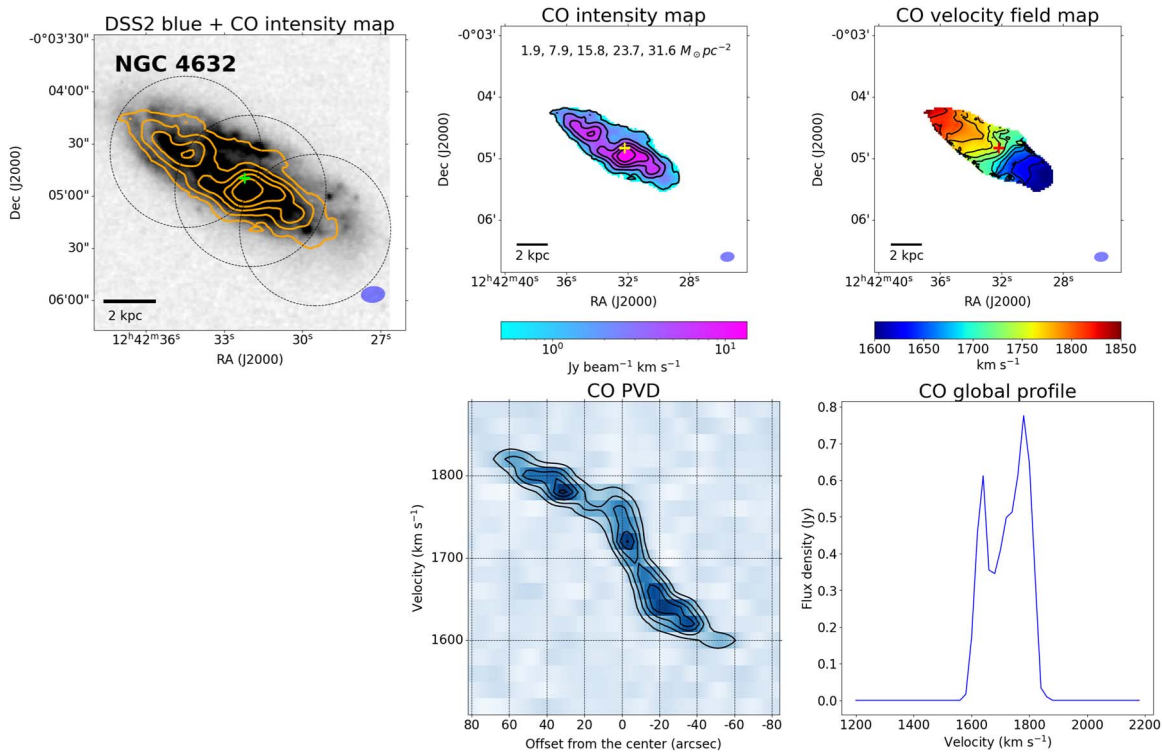 DSS2 blue + CO intensity map
NGC 4632
-0°03'30"
04'00"
30"
05'00"
30"
06'00"
Dec (J2000)
2 kpc
12ʰ42ᵐ36ˢ
33ˢ
30ˢ
27ˢ
RA (J2000)
CO intensity map
1.9, 7.9, 15.8, 23.7, 31.6 M⊙pc⁻²
-0°03'
04'
05'
06'
Dec (J2000)
2 kpc
12ʰ42ᵐ40ˢ
36ˢ
32ˢ
28ˢ
RA (J2000)
10⁰
10¹
Jy beam⁻¹ km s⁻¹
CO velocity field map
-0°03'
04'
05'
06'
Dec (J2000)
2 kpc
12ʰ42ᵐ40ˢ
36ˢ
32ˢ
28ˢ
RA (J2000)
1600
1650
1700
1750
1800
1850
km s⁻¹
CO PVD
1800
1700
1600
Velocity (km s⁻¹)
80
60
40
20
0
-20
-40
-60
-80
Offset from the center (arcsec)
CO global profile
0.8
0.7
0.6
0.5
0.4
0.3
0.2
0.1
0.0
Flux density (Jy)
1200
1400
1600
1800
2000
2200
Velocity (km s⁻¹)